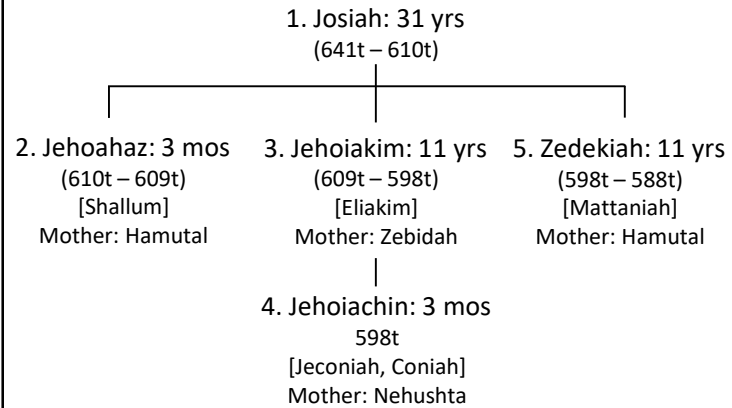 1. Josiah: 31 yrs
(641t – 610t)
2. Jehoahaz: 3 mos
(610t – 609t)
[Shallum]
Mother: Hamutal
3. Jehoiakim: 11 yrs
(609t – 598t)
[Eliakim]
Mother: Zebidah
5. Zedekiah: 11 yrs
(598t – 588t)
[Mattaniah]
Mother: Hamutal
4. Jehoiachin: 3 mos
598t
[Jeconiah, Coniah]
Mother: Nehushta